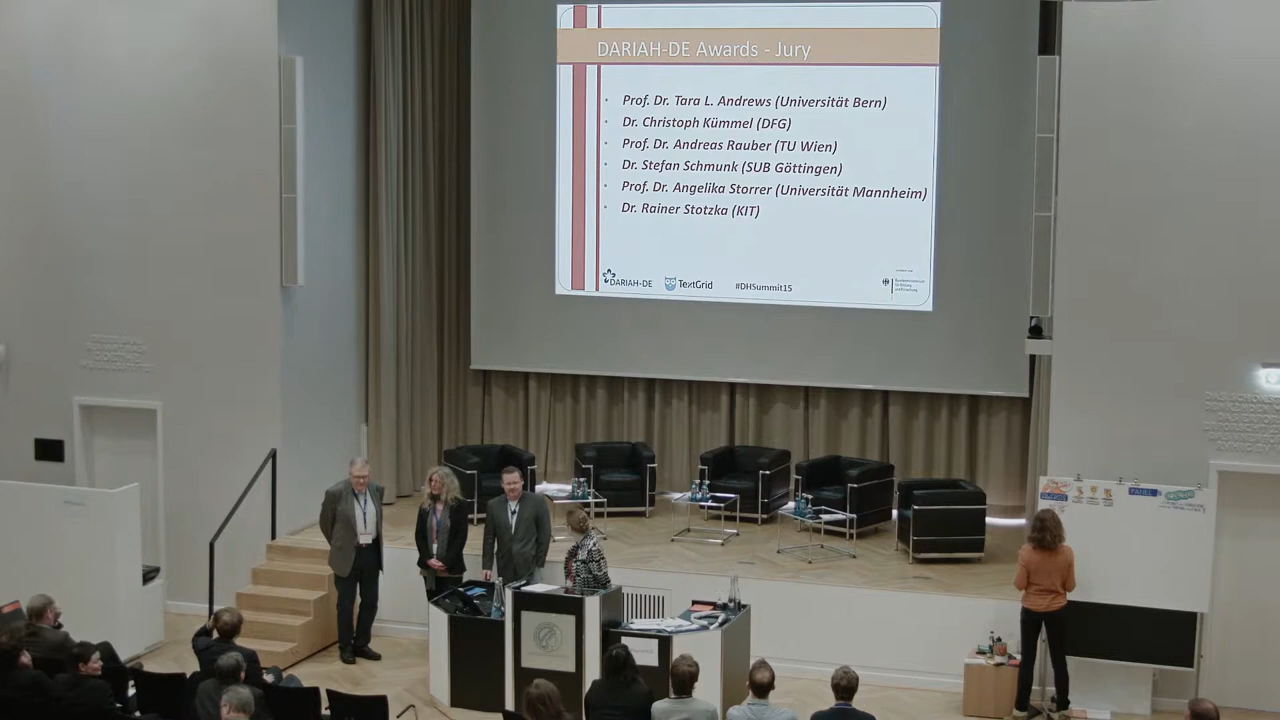 DARIAH-DE Awards - Jury
Prof. Dr. Tara L. Andrews (Universität Bern)
Dr. Christoph Kümmel (DFG)
Prof. Dr. Andreas Rauber (TU Wien)
Dr. Stefan Schmunk (SUB Göttingen)
Prof. Dr. Angelika Storrer (Universität Mannheim)
Dr. Rainer Stotzka (KIT)
DARIAH-DE
TextGrid
#DHSummit15
PANEL